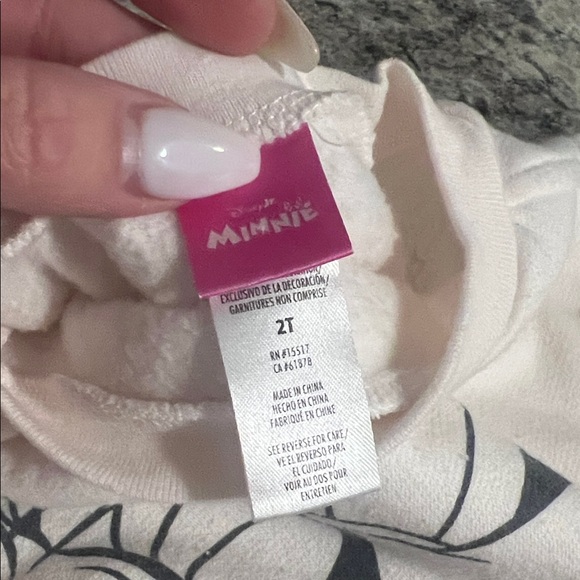 Disney Jr.
MINNIE
EXCLUSIVO DE LA DECORACIÓN/
GARNITURES NON COMPRISE
2T
RN #15517
CA #61878
MADE IN CHINA
HECHO EN CHINA
FABRIQUÉ EN CHINE
SEE REVERSE FOR CARE/
VE EL REVERSO PARA
EL CUIDADO/
VOIR AU DOS POUR
ENTRETIEN